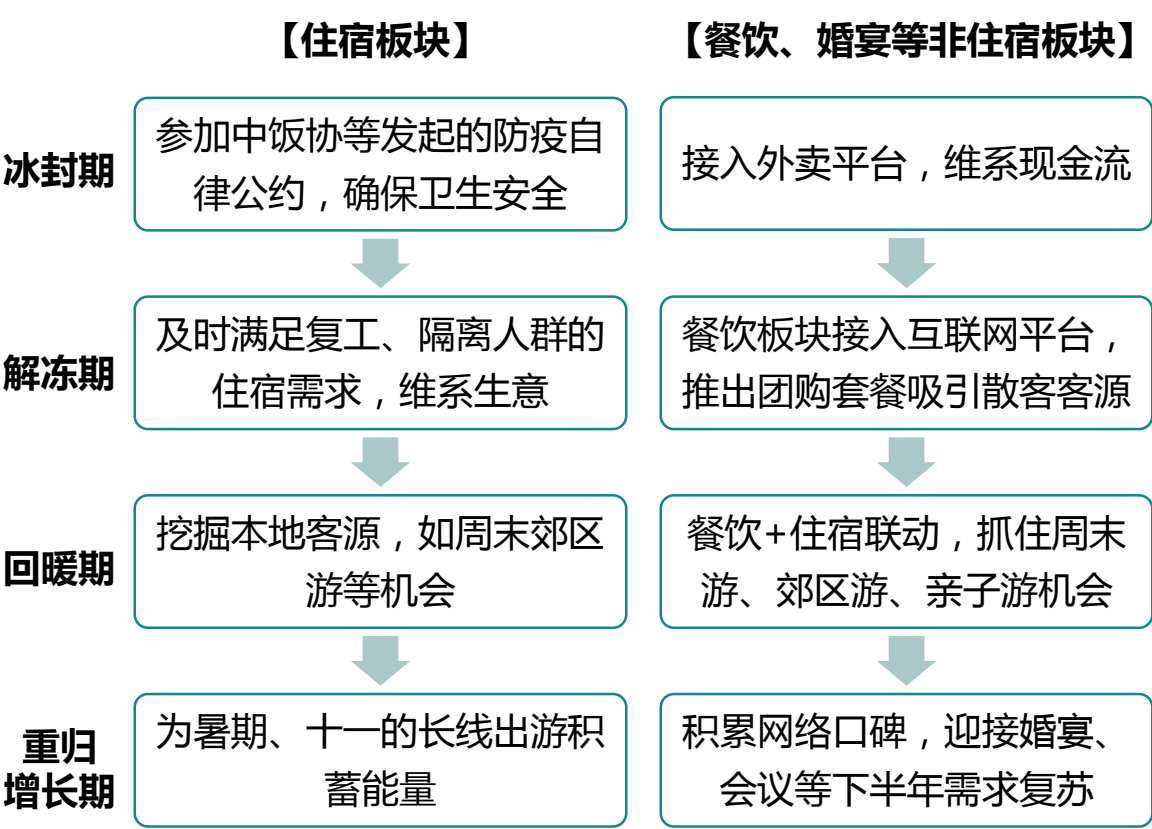 【住宿板块】
【餐饮、婚宴等非住宿板块】
冰封期
参加中饭协等发起的防疫自
律公约，确保卫生安全
接入外卖平台，维系现金流
解冻期
及时满足复工、隔离人群的
住宿需求，维系生意
餐饮板块接入互联网平台，
推出团购套餐吸引散客客源
回暖期
挖掘本地客源，如周末郊区
游等机会
餐饮+住宿联动，抓住周末
游、郊区游、亲子游机会
重归
增长期
为暑期、十一的长线出游积
蓄能量
积累网络口碑，迎接婚宴、
会议等下半年需求复苏